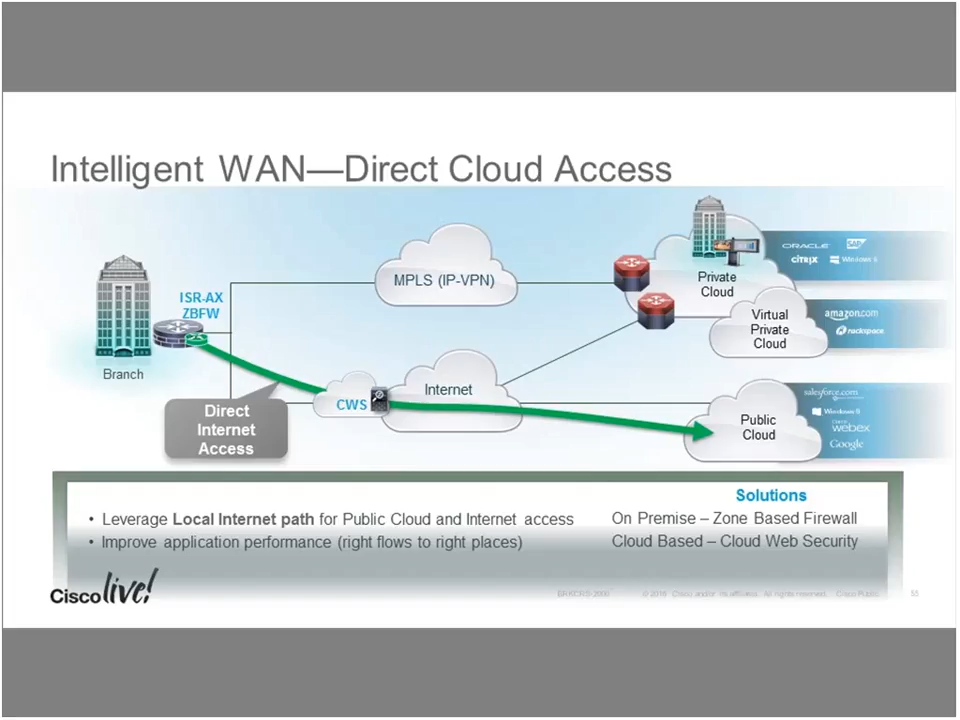 Intelligent WAN—Direct Cloud Access
ISR-AX
ZBFW
Branch
MPLS (IP-VPN)
Private
Cloud
ORACLE SAP
CITRIX Windows
Virtual
Private
Cloud
amazon.com
rackspace
Internet
CWS
Direct
Internet
Access
Public
Cloud
salesforce.com
Windows
webex
Google
• Leverage Local Internet path for Public Cloud and Internet access
• Improve application performance (right flows to right places)
Solutions
On Premise – Zone Based Firewall
Cloud Based – Cloud Web Security
Cisco live!
© 2016 Cisco and/or its affiliates. All rights reserved. Cisco Public
55